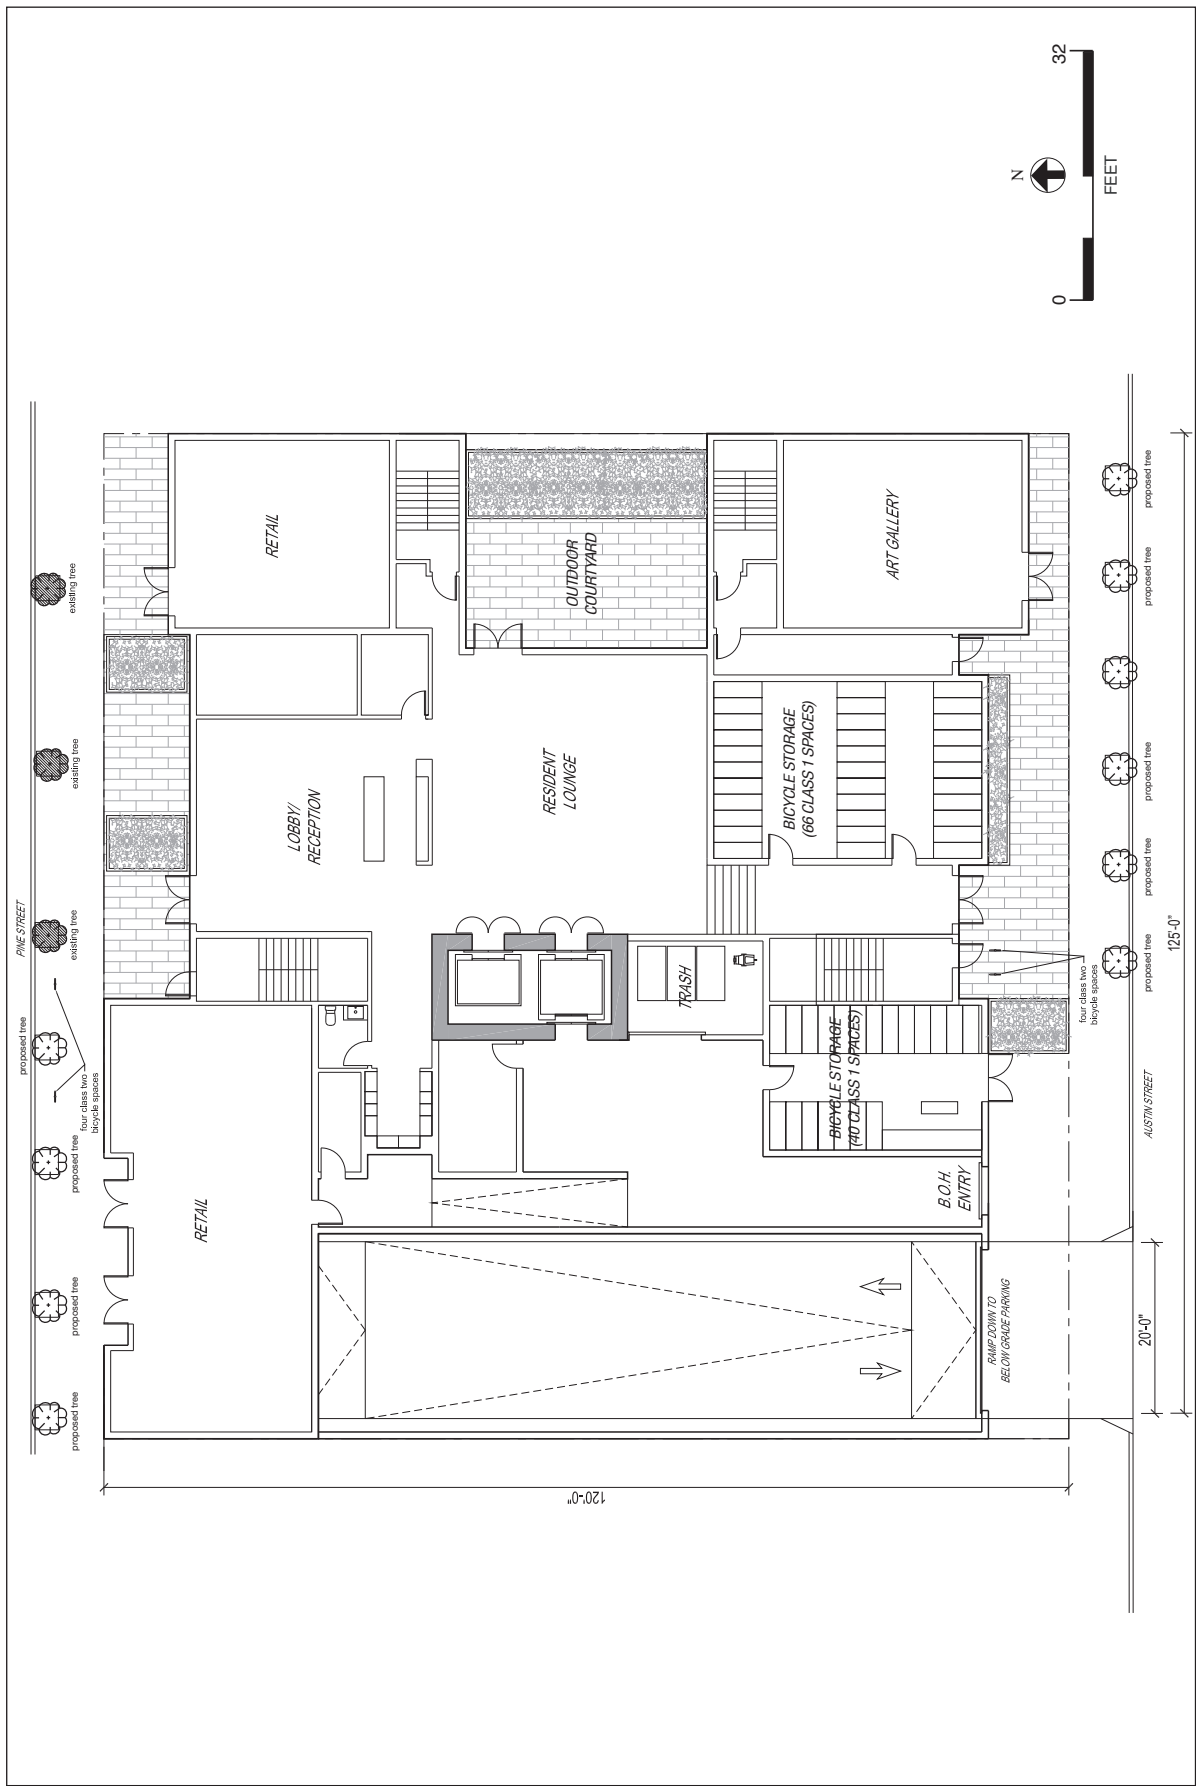 PINE STREET
proposed tree
proposed tree
proposed tree
proposed tree
four class two
bicycle spaces
existing tree
existing tree
existing tree
RETAIL
RETAIL
LOBBY/
RECEPTION
RESIDENT
LOUNGE
OUTDOOR
COURTYARD
TRASH
BICYCLE STORAGE
(40 CLASS 1 SPACES)
BICYCLE STORAGE
(66 CLASS 1 SPACES)
ART GALLERY
B.O.H.
ENTRY
RAMP DOWN TO
BELOW GRADE PARKING
four class two
bicycle spaces
proposed tree
proposed tree
proposed tree
proposed tree
proposed tree
AUSTIN STREET
20'-0"
125'-0"
120'-0"
N
0
32
FEET